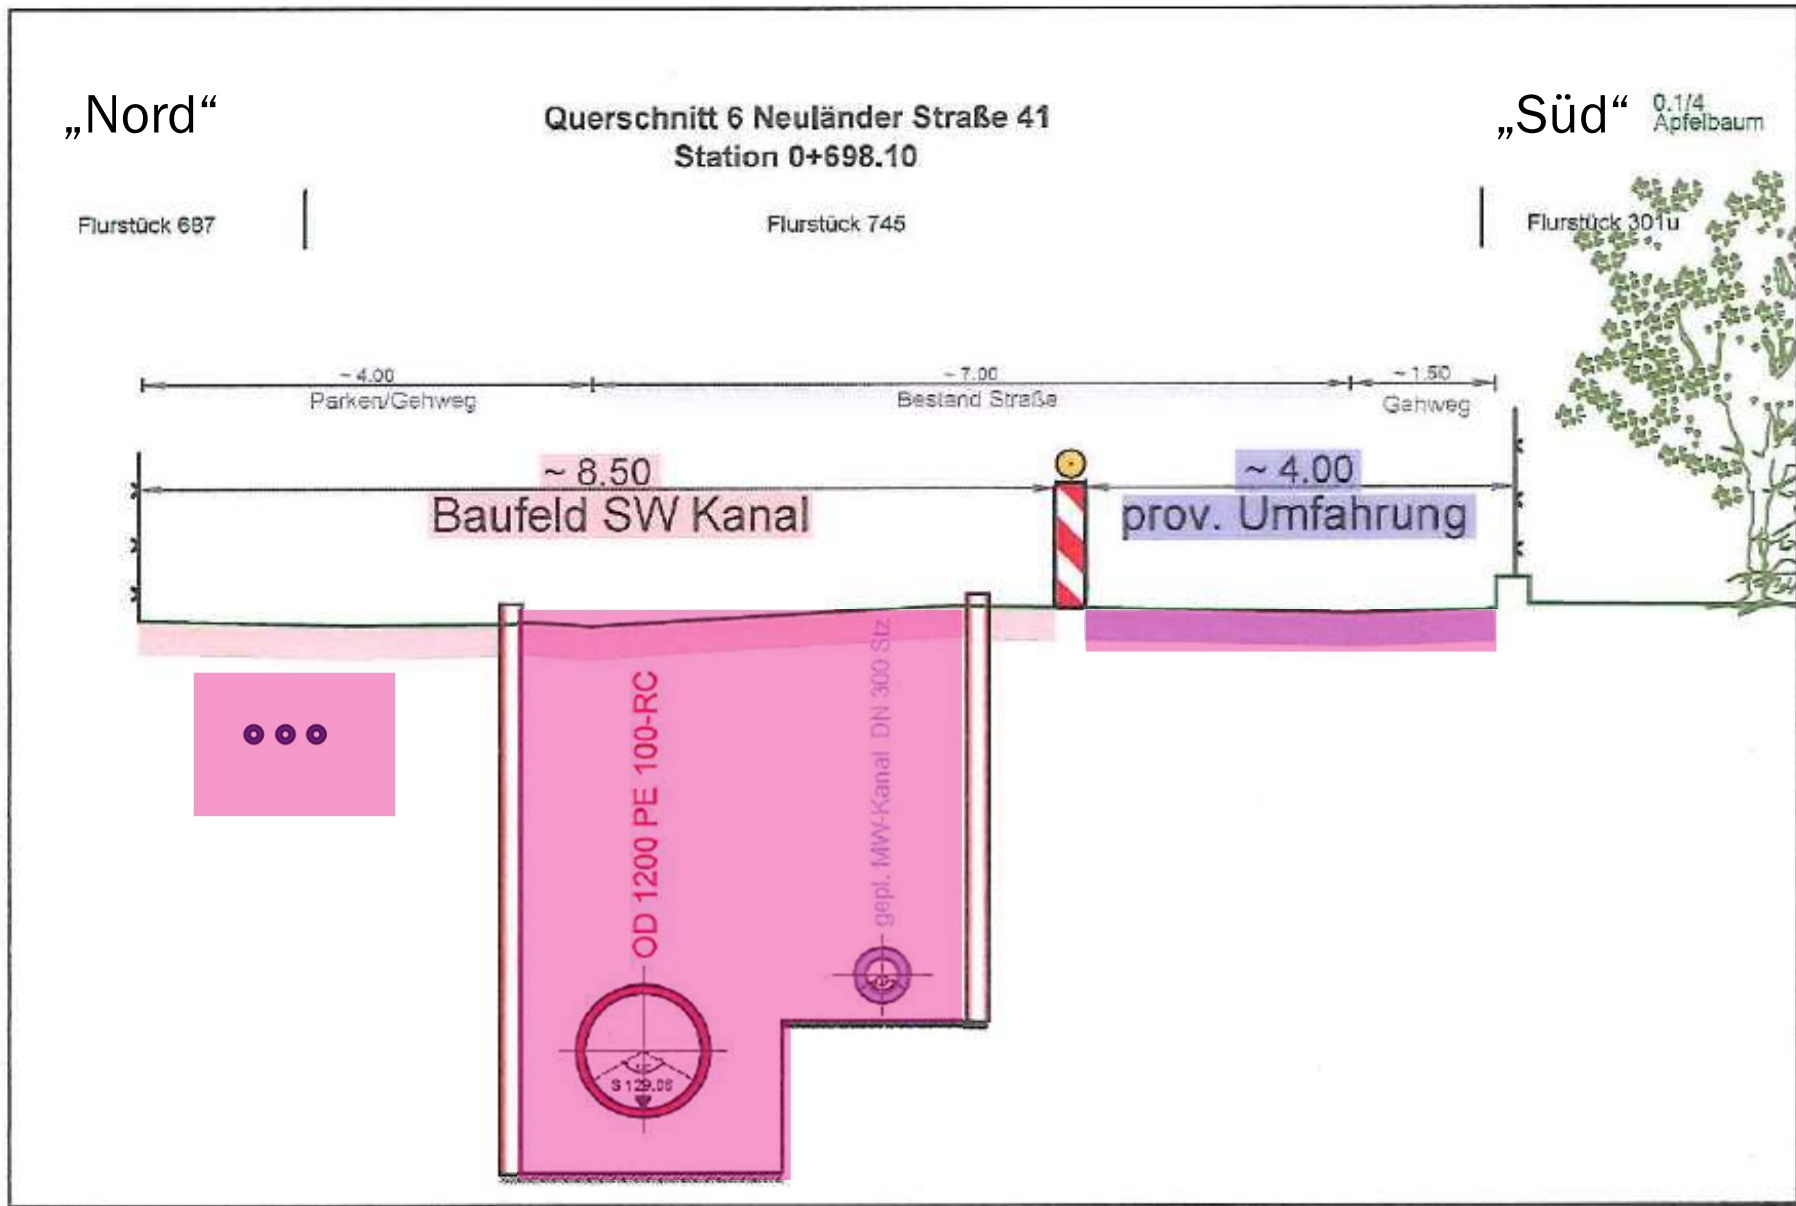 „Nord“
Querschnitt 6 Neuländer Straße 41
Station 0+698.10
„Süd“
0.1/4
Apfelbaum
Flurstück 687
Flurstück 745
Flurstück 301u
~ 4.00
Parken/Gehweg
~ 7.00
Bestand Straße
~ 1.50
Gehweg
~ 8.50
Baufeld SW Kanal
~ 4.00
prov. Umfahrung
OD 1200 PE 100-RC
gepl. MW-Kanal DN 300 Stz
S 129.08